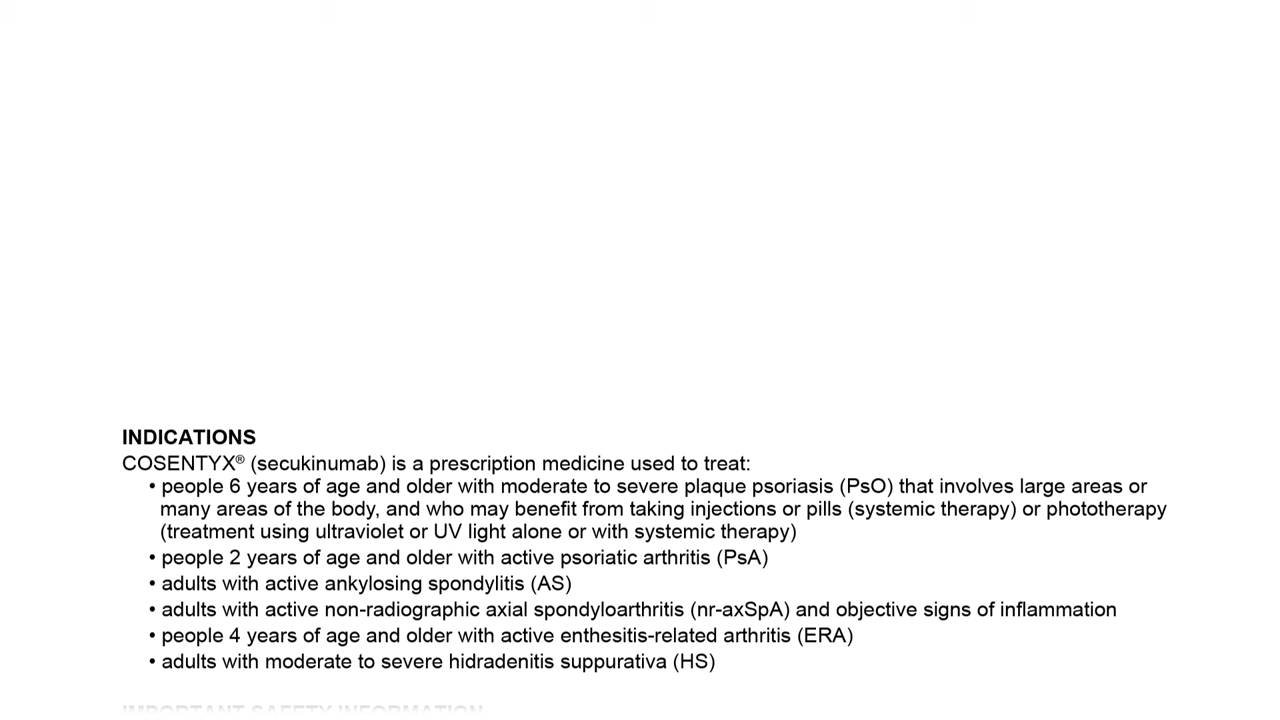 INDICATIONS
COSENTYX® (secukinumab) is a prescription medicine used to treat:
• people 6 years of age and older with moderate to severe plaque psoriasis (PsO) that involves large areas or
many areas of the body, and who may benefit from taking injections or pills (systemic therapy) or phototherapy
(treatment using ultraviolet or UV light alone or with systemic therapy)
• people 2 years of age and older with active psoriatic arthritis (PsA)
• adults with active ankylosing spondylitis (AS)
• adults with active non-radiographic axial spondyloarthritis (nr-axSpA) and objective signs of inflammation
• people 4 years of age and older with active enthesitis-related arthritis (ERA)
• adults with moderate to severe hidradenitis suppurativa (HS)
IMPORTANT SAFETY INFORMATION